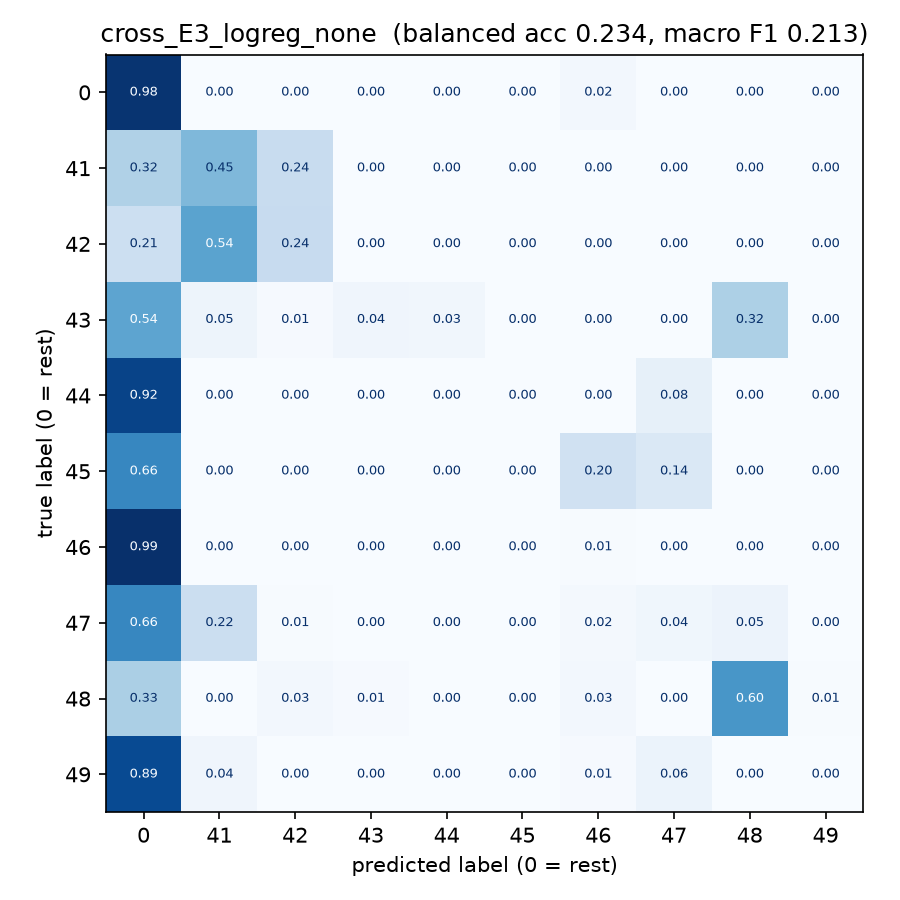 cross_E3_logreg_none  (balanced acc 0.234, macro F1 0.213)
0 0.98 0.00 0.00 0.00 0.00 0.00 0.02 0.00 0.00 0.00
41 0.32 0.45 0.24 0.00 0.00 0.00 0.00 0.00 0.00 0.00
42 0.21 0.54 0.24 0.00 0.00 0.00 0.00 0.00 0.00 0.00
43 0.54 0.05 0.01 0.04 0.03 0.00 0.00 0.00 0.32 0.00
44 0.92 0.00 0.00 0.00 0.00 0.00 0.00 0.08 0.00 0.00
45 0.66 0.00 0.00 0.00 0.00 0.00 0.20 0.14 0.00 0.00
46 0.99 0.00 0.00 0.00 0.00 0.00 0.01 0.00 0.00 0.00
47 0.66 0.22 0.01 0.00 0.00 0.00 0.02 0.04 0.05 0.00
48 0.33 0.00 0.03 0.01 0.00 0.00 0.03 0.00 0.60 0.01
49 0.89 0.04 0.00 0.00 0.00 0.00 0.01 0.06 0.00 0.00
0 41 42 43 44 45 46 47 48 49
predicted label (0 = rest)
true label (0 = rest)